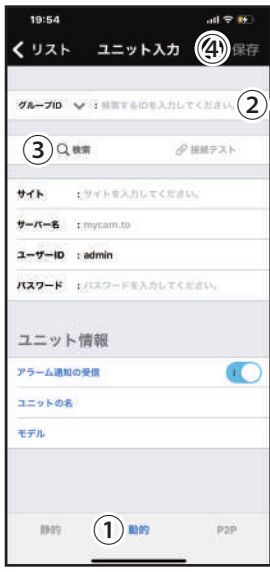 19:54
リスト ユニット入力 ④ 保存
グループID : 検索するIDを入力してください。 ②
③ 検索 接続テスト
サイト : サイトを入力してください。
サーバー名 : mycam.to
ユーザーID : admin
パスワード : パスワードを入力してください。
ユニット情報
アラーム通知の受信
ユニットの名
モデル
静的 ① 動的 P2P